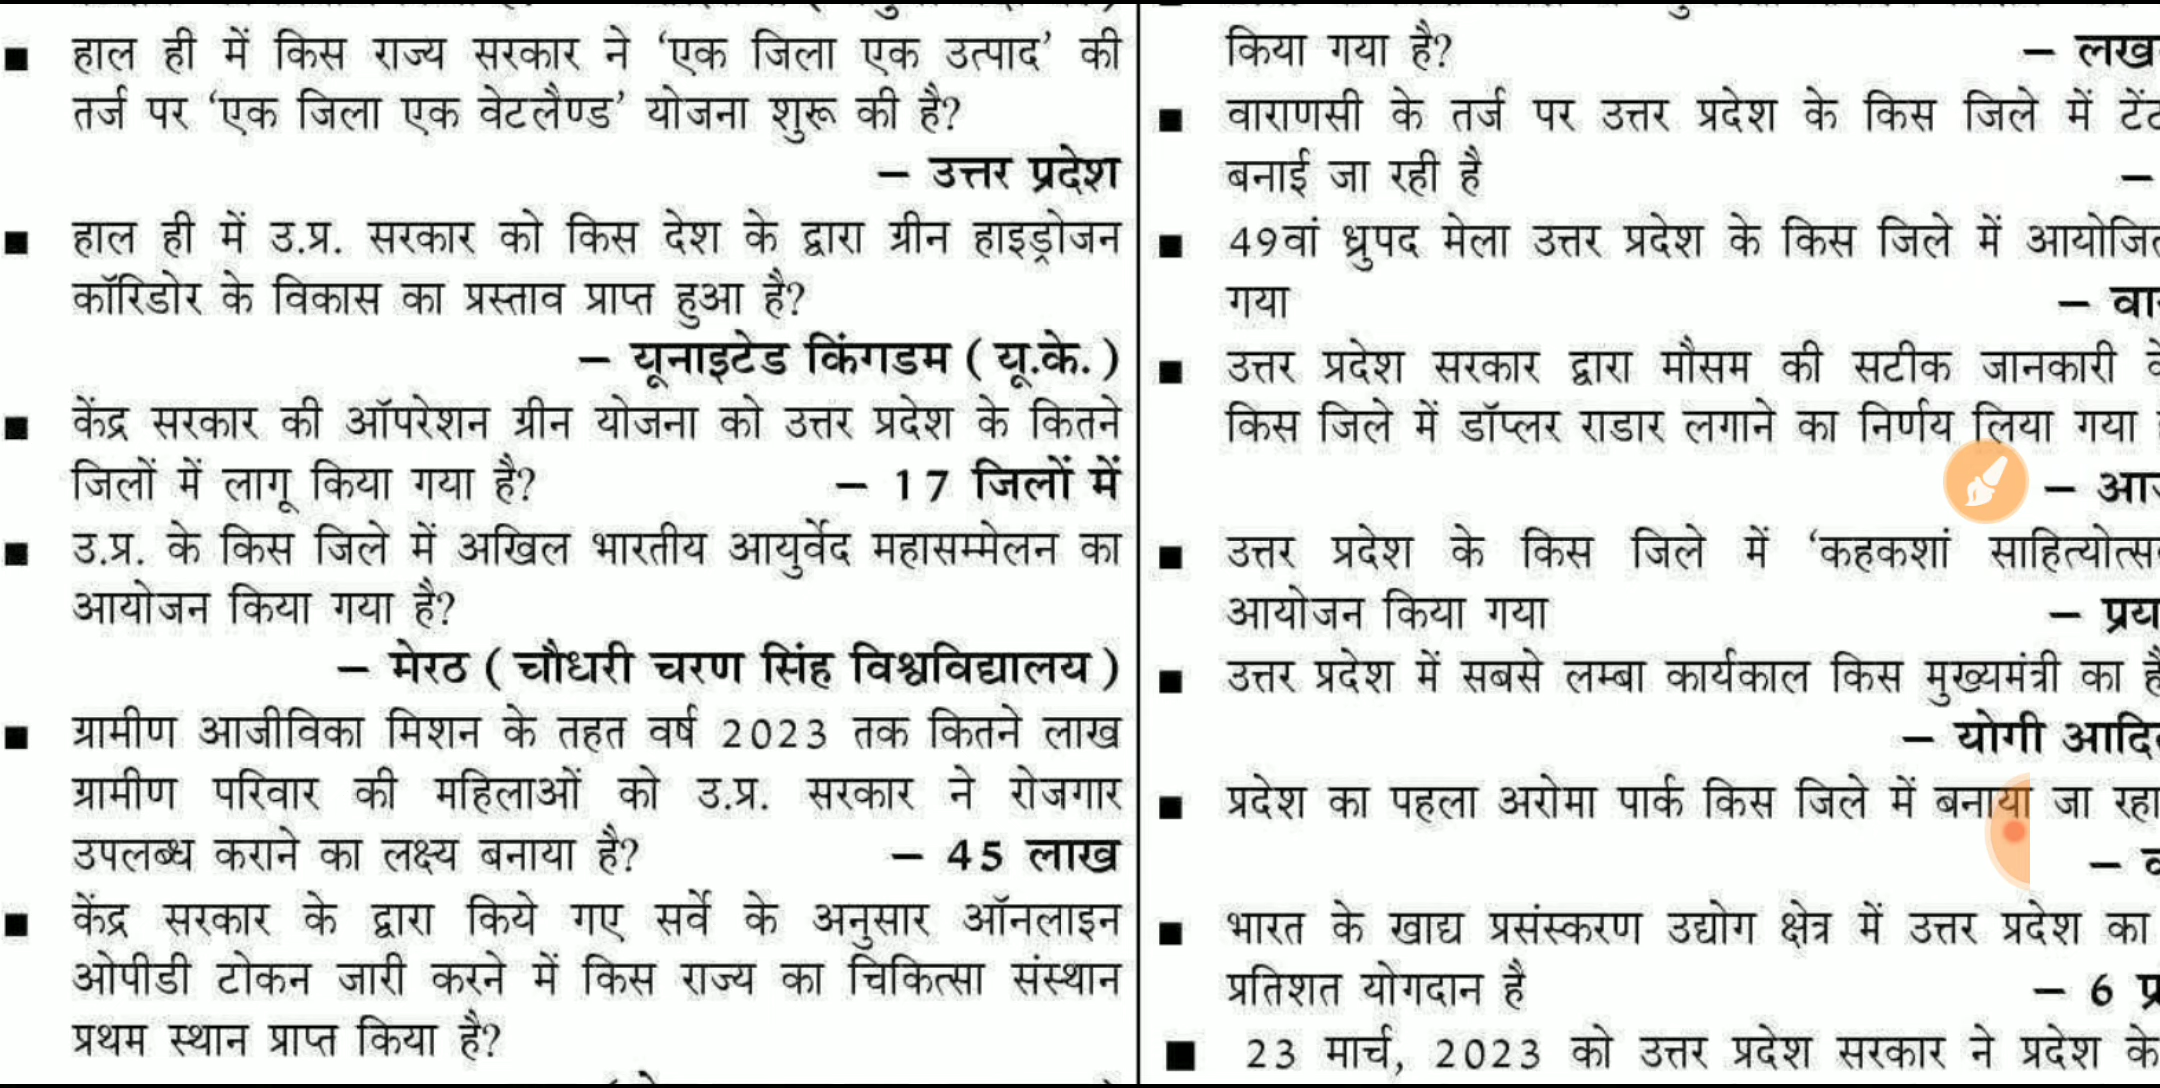 ■ हाल ही में किस राज्य सरकार ने ‘एक जिला एक उत्पाद’ की
तर्ज पर ‘एक जिला एक वेटलैण्ड’ योजना शुरू की है?
– उत्तर प्रदेश
■ हाल ही में उ.प्र. सरकार को किस देश के द्वारा ग्रीन हाइड्रोजन
कॉरिडोर के विकास का प्रस्ताव प्राप्त हुआ है?
– यूनाइटेड किंगडम ( यू.के. )
■ केंद्र सरकार की ऑपरेशन ग्रीन योजना को उत्तर प्रदेश के कितने
जिलों में लागू किया गया है? – 17 जिलों में
■ उ.प्र. के किस जिले में अखिल भारतीय आयुर्वेद महासम्मेलन का
आयोजन किया गया है?
– मेरठ ( चौधरी चरण सिंह विश्वविद्यालय )
■ ग्रामीण आजीविका मिशन के तहत वर्ष 2023 तक कितने लाख
ग्रामीण परिवार की महिलाओं को उ.प्र. सरकार ने रोजगार
उपलब्ध कराने का लक्ष्य बनाया है? – 45 लाख
■ केंद्र सरकार के द्वारा किये गए सर्वे के अनुसार ऑनलाइन
ओपीडी टोकन जारी करने में किस राज्य का चिकित्सा संस्थान
प्रथम स्थान प्राप्त किया है?
किया गया है? –
■ वाराणसी के तर्ज पर उत्तर प्रदेश के किस जिले में
बनाई जा रही है –
■ 49वां ध्रुपद मेला उत्तर प्रदेश के किस जिले में
गया –
■ उत्तर प्रदेश सरकार द्वारा मौसम की सटीक जानकारी
किस जिले में डॉप्लर राडार लगाने का निर्णय लिया गया
–
■ उत्तर प्रदेश के किस जिले में ‘कहकशां
आयोजन किया गया –
■ उत्तर प्रदेश में सबसे लम्बा कार्यकाल किस मुख्यमंत्री का
– योगी
■ प्रदेश का पहला अरोमा पार्क किस जिले में बनाया जा रहा
–
■ भारत के खाद्य प्रसंस्करण उद्योग क्षेत्र में उत्तर प्रदेश का
प्रतिशत योगदान है – 6
■ 23 मार्च, 2023 को उत्तर प्रदेश सरकार ने प्रदेश के